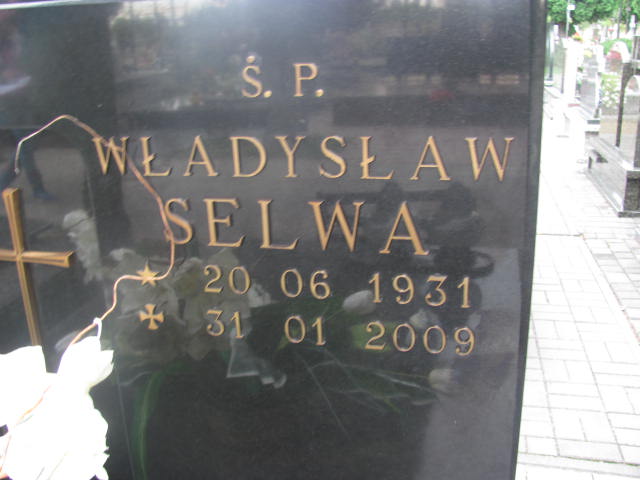 Ś. P.
WŁADYSŁAW
SELWA
20 06 1931
31 01 2009